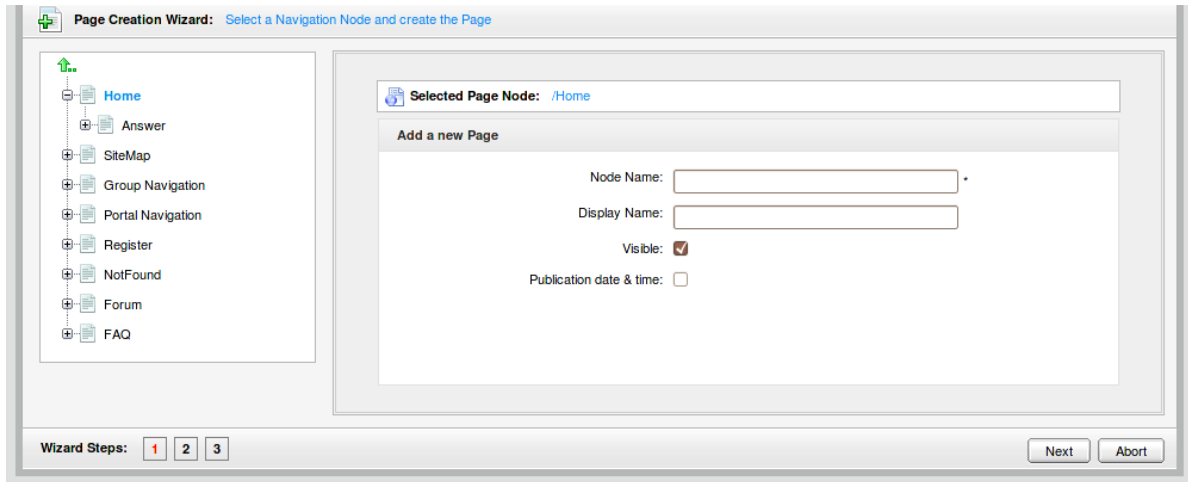 Page Creation Wizard: Select a Navigation Node and create the Page
Home
Answer
SiteMap
Group Navigation
Portal Navigation
Register
NotFound
Forum
FAQ
Selected Page Node: /Home
Add a new Page
Node Name: *
Display Name:
Visible:
Publication date & time:
Wizard Steps: 1 2 3
Next Abort